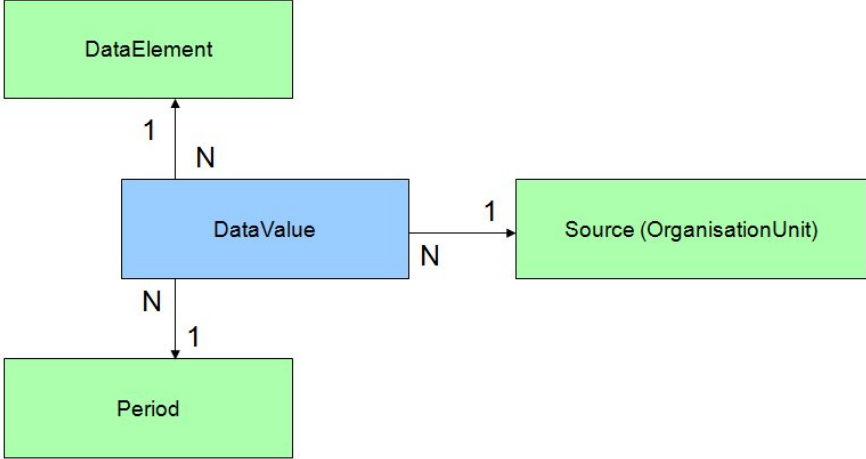 DataElement
1
N
DataValue
1
N
Source (OrganisationUnit)
N
1
Period